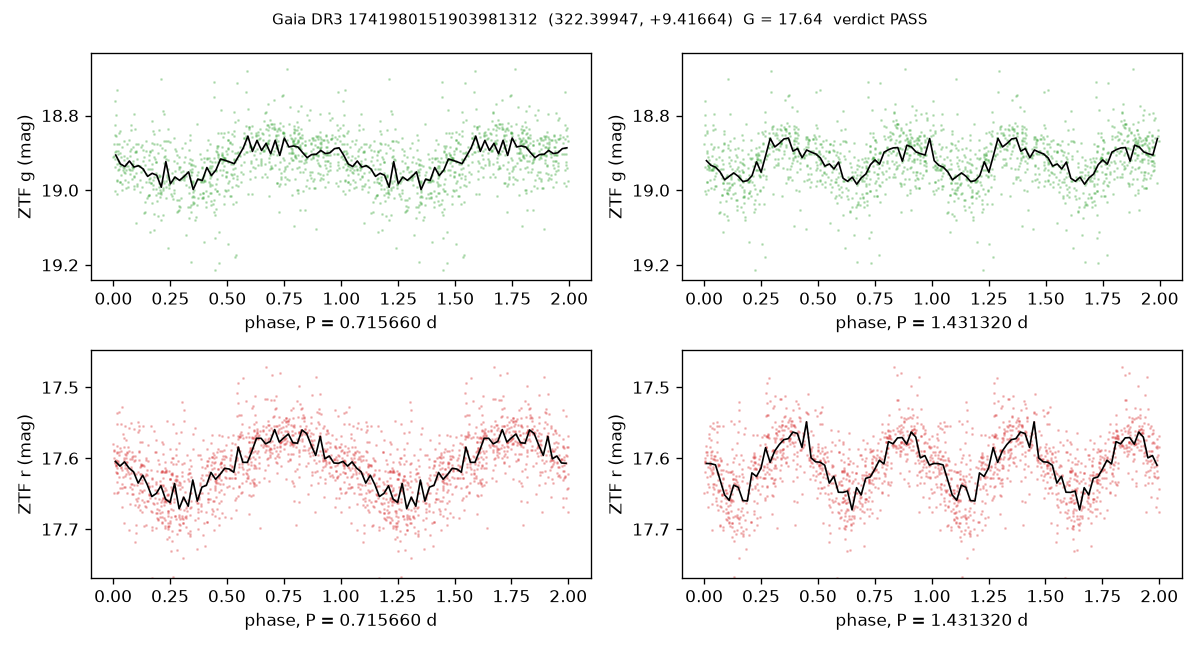 Gaia DR3 1741980151903981312  (322.39947, +9.41664)  G = 17.64  verdict PASS
ZTF g (mag)
18.8
19.0
19.2
0.00 0.25 0.50 0.75 1.00 1.25 1.50 1.75 2.00
phase, P = 0.715660 d
ZTF g (mag)
18.8
19.0
19.2
0.00 0.25 0.50 0.75 1.00 1.25 1.50 1.75 2.00
phase, P = 1.431320 d
ZTF r (mag)
17.5
17.6
17.7
0.00 0.25 0.50 0.75 1.00 1.25 1.50 1.75 2.00
phase, P = 0.715660 d
ZTF r (mag)
17.5
17.6
17.7
0.00 0.25 0.50 0.75 1.00 1.25 1.50 1.75 2.00
phase, P = 1.431320 d